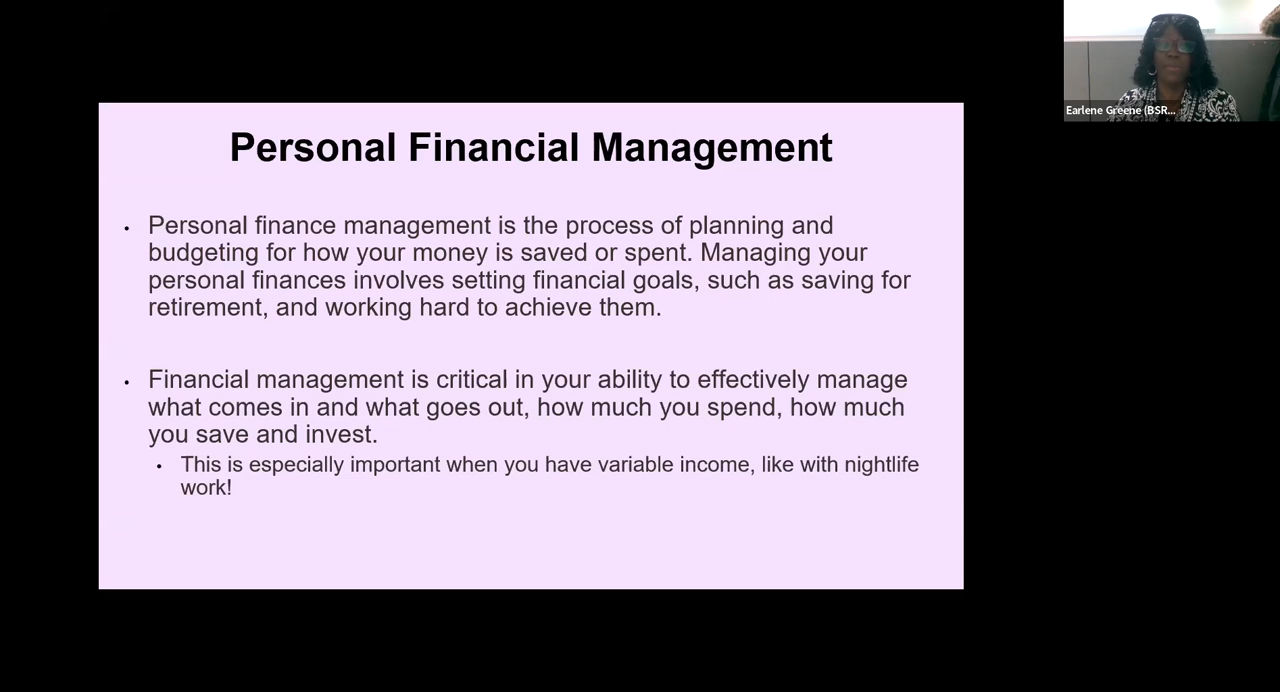 Personal Financial Management
• Personal finance management is the process of planning and
budgeting for how your money is saved or spent. Managing your
personal finances involves setting financial goals, such as saving for
retirement, and working hard to achieve them.
• Financial management is critical in your ability to effectively manage
what comes in and what goes out, how much you spend, how much
you save and invest.
• This is especially important when you have variable income, like with nightlife
work!
Earlene Greene (BSR...